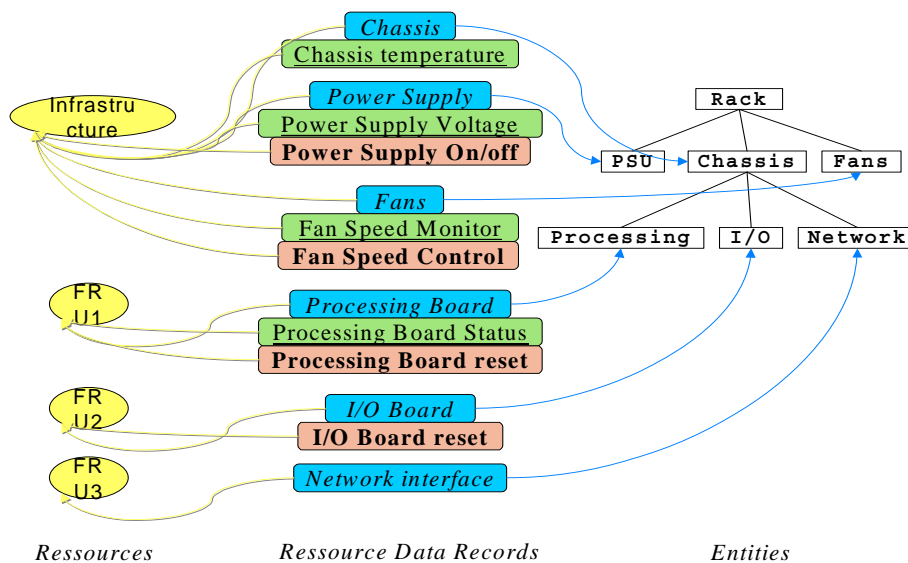 Chassis
Chassis temperature
Power Supply
Power Supply Voltage
Power Supply On/off
Fans
Fan Speed Monitor
Fan Speed Control
Processing Board
Processing Board Status
Processing Board reset
I/O Board
I/O Board reset
Network interface
Infrastru
cture
FR
U1
FR
U2
FR
U3
Rack
PSU
Chassis
Fans
Processing
I/O
Network
Ressources
Ressource Data Records
Entities